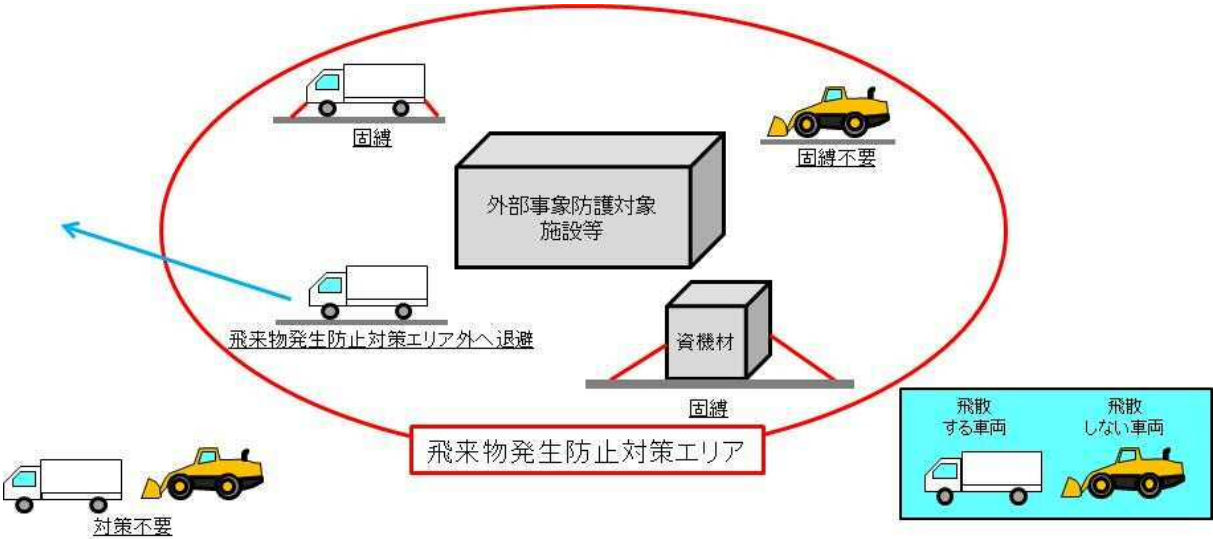 固縛
固縛不要
外部事象防護対象
施設等
飛来物発生防止対策エリア外へ退避
資機材
固縛
飛来物発生防止対策エリア
飛散
する車両
飛散
しない車両
対策不要